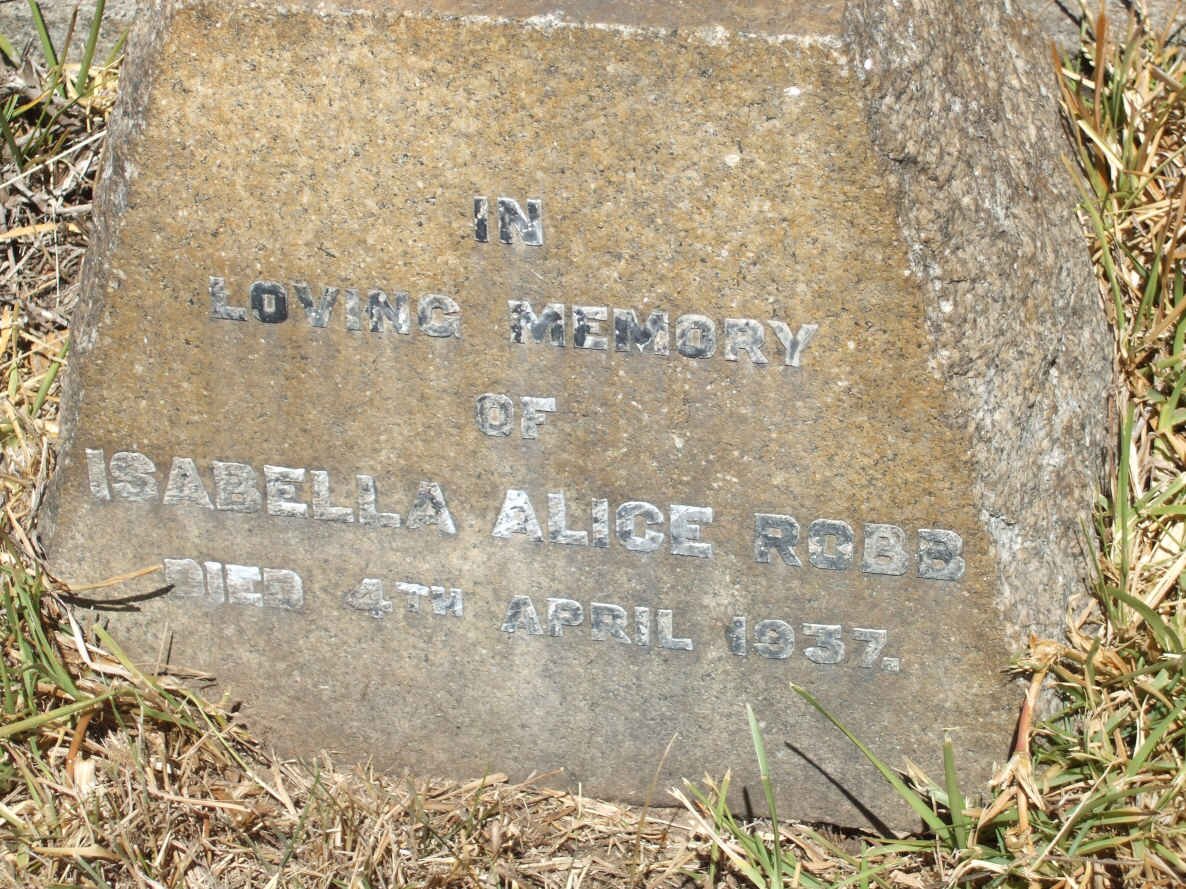 IN
LOVING MEMORY
OF
ISABELLA ALICE ROBB
DIED 4TH APRIL 1937.